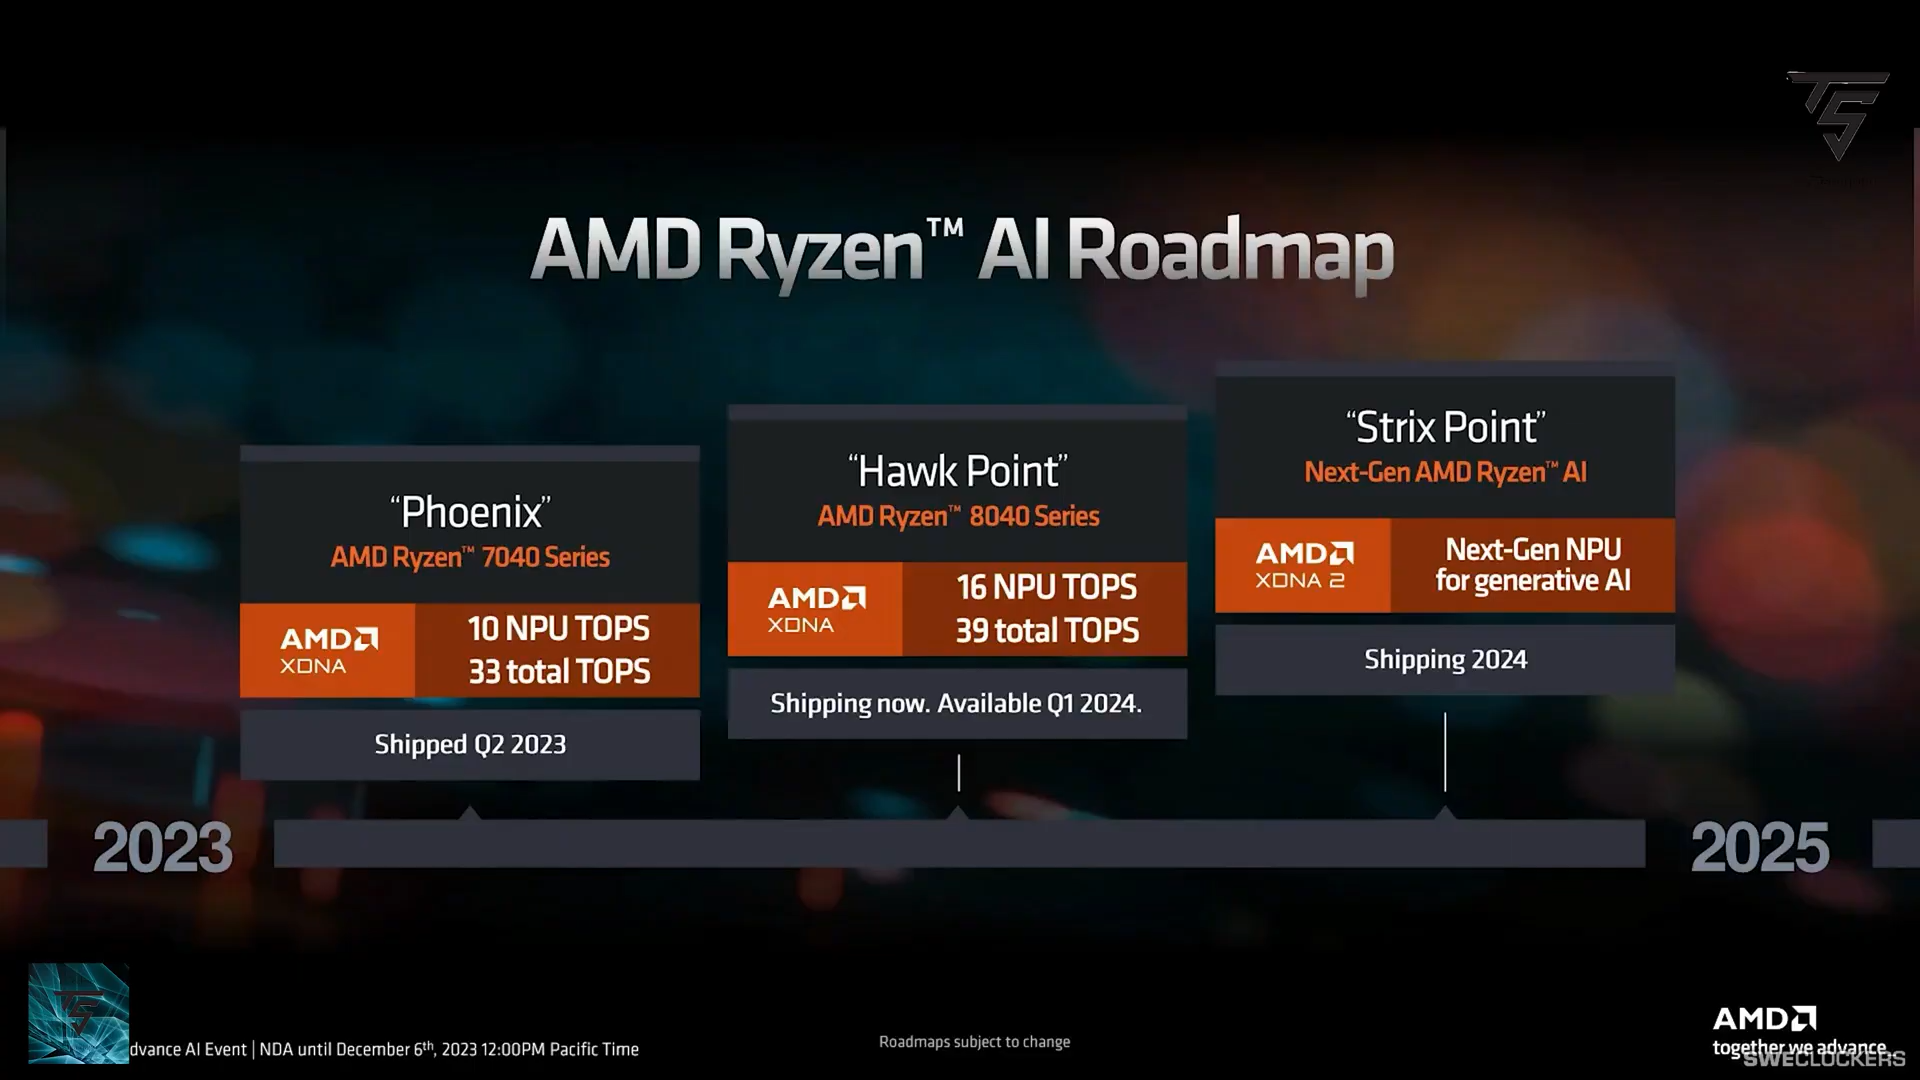 TS
AMD Ryzen™ AI Roadmap
“Phoenix”
AMD Ryzen™ 7040 Series
AMD
XDNA
10 NPU TOPS
33 total TOPS
Shipped Q2 2023
“Hawk Point”
AMD Ryzen™ 8040 Series
AMD
XDNA
16 NPU TOPS
39 total TOPS
Shipping now. Available Q1 2024.
“Strix Point”
Next-Gen AMD Ryzen™ AI
AMD
XDNA 2
Next-Gen NPU
for generative AI
Shipping 2024
2023
2025
TS
dvance AI Event | NDA until December 6th, 2023 12:00PM Pacific Time
Roadmaps subject to change
AMD
together we advance_
SWECLOCKERS